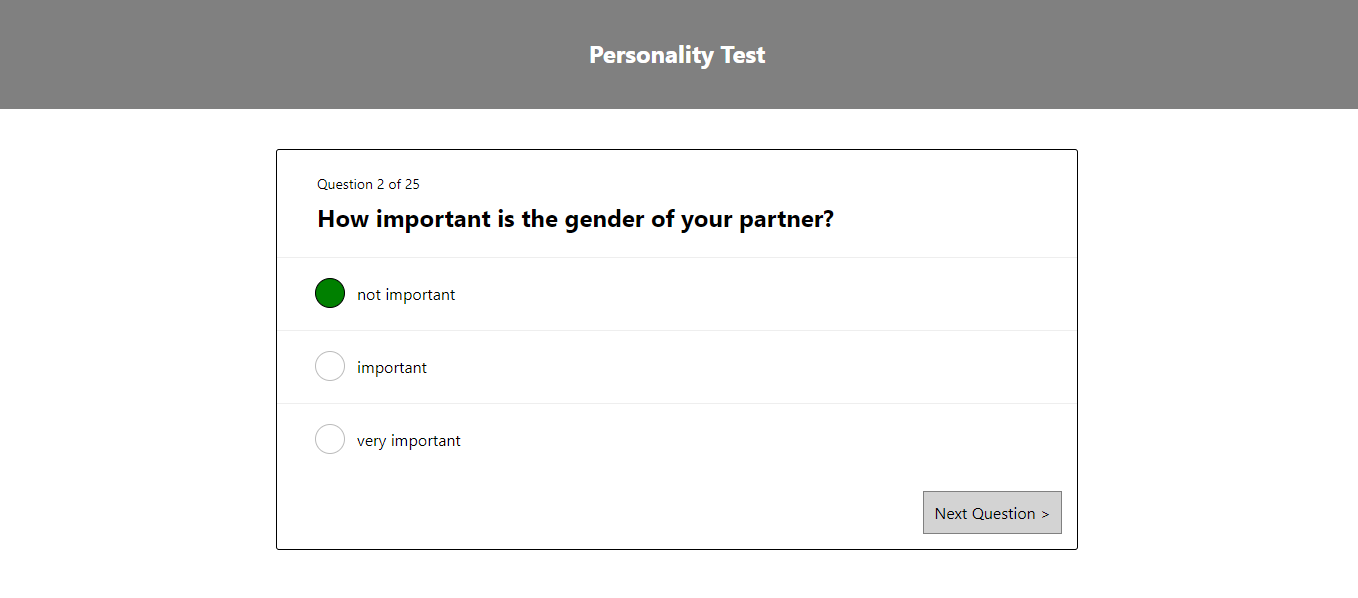 Personality Test
Question 2 of 25
How important is the gender of your partner?
not important
important
very important
Next Question >